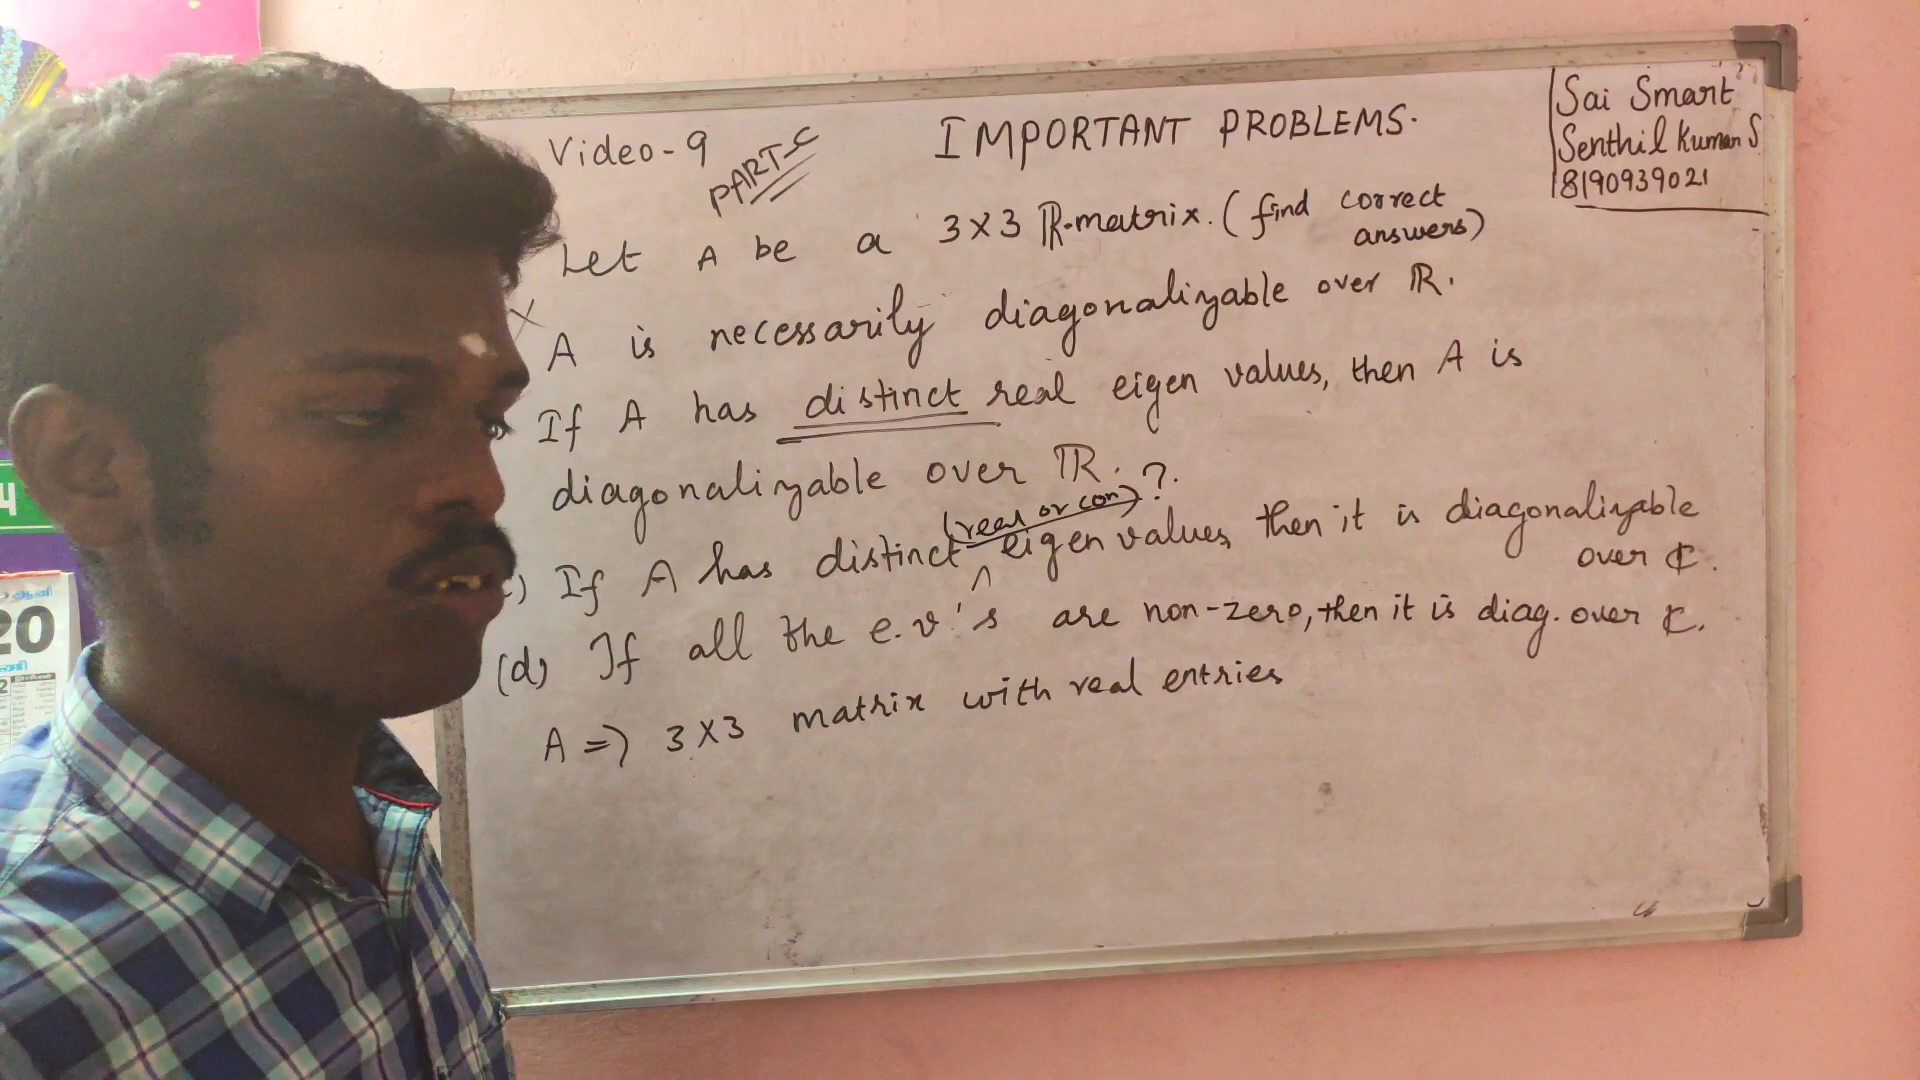 Video-9
PART-C
IMPORTANT PROBLEMS.
Sai Smart
Senthil Kumar S
8190939021
Let A be a 3×3 ℝ-matrix. (find correct
answers)
× A is necessarily diagonalizable over ℝ.
If A has distinct real eigen values, then A is
diagonalizable over ℝ. ?.
(real or com)
c) If A has distinct ^ eigen values, then it is diagonalizable
over ℂ.
(d) If all the e.v's are non-zero, then it is diag. over ℂ.
A => 3×3 matrix with real entries
20